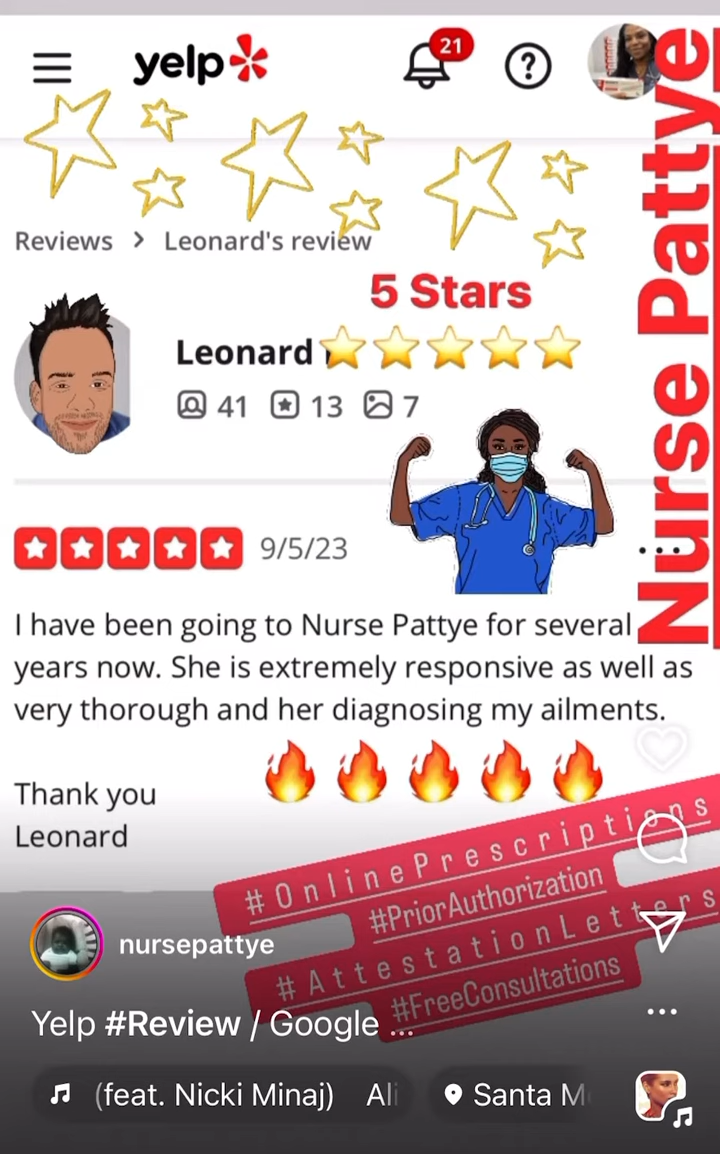 yelp
21
?
Nurse Pattye
Reviews > Leonard's review
5 Stars
Leonard
41 13 7
9/5/23
I have been going to Nurse Pattye for several
years now. She is extremely responsive as well as
very thorough and her diagnosing my ailments.
Thank you
Leonard
#OnlinePrescriptions
#PriorAuthorization
#AttestationLetters
#FreeConsultations
nursepattye
Yelp #Review / Google ...
(feat. Nicki Minaj) Ali
Santa M